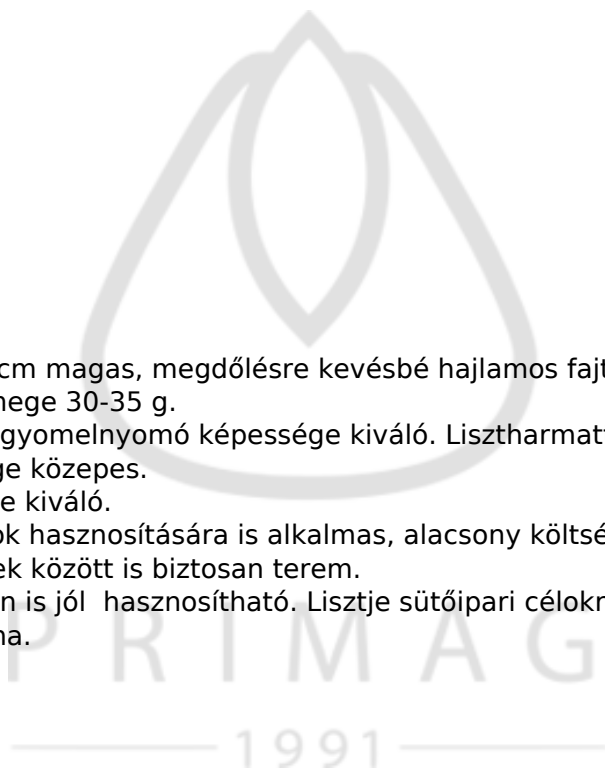 cm magas, megdőlésre kevésbé hajlamos fajt
nege 30-35 g.
gyomelnyomó képessége kiváló. Lisztharmatt
ge közepes.
e kiváló.
ok hasznosítására is alkalmas, alacsony költsé
ek között is biztosan terem.
n is jól  hasznosítható. Lisztje sütőipari célokr
na.
PRIMAG
1991